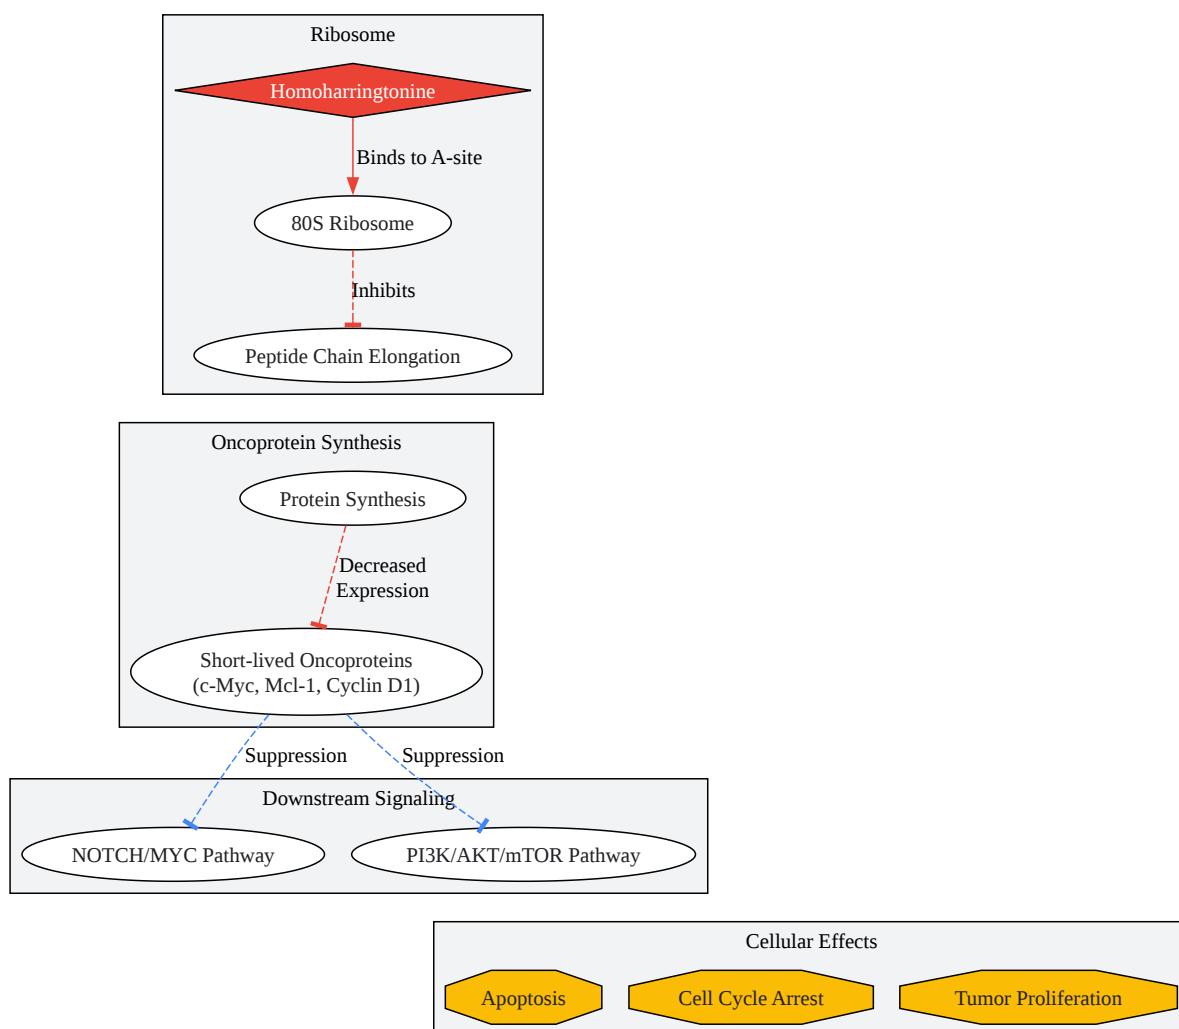 Ribosome
Homoharringtonine
Binds to A-site
80S Ribosome
Inhibits
Peptide Chain Elongation
Oncoprotein Synthesis
Protein Synthesis
Decreased
Expression
Short-lived Oncoproteins
(c-Myc, Mcl-1, Cyclin D1)
Suppression
Suppression
Downstream Signaling
NOTCH/MYC Pathway
PI3K/AKT/mTOR Pathway
Cellular Effects
Apoptosis
Cell Cycle Arrest
Tumor Proliferation